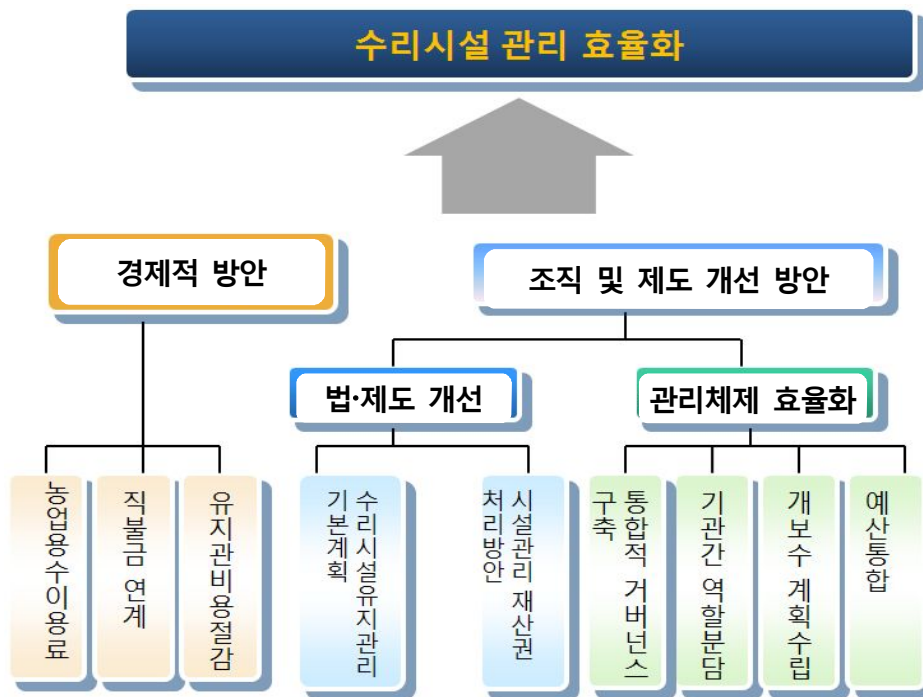 수리시설 관리 효율화
경제적 방안
조직 및 제도 개선 방안
법·제도 개선
관리체제 효율화
농업용수이용료
직불금 연계
유지관비용절감
수리시설유지관리
기본계획
시설관리 재산권
처리방안
통합적 거버넌스
구축
기관간 역할분담
개보수 계획수립
예산통합